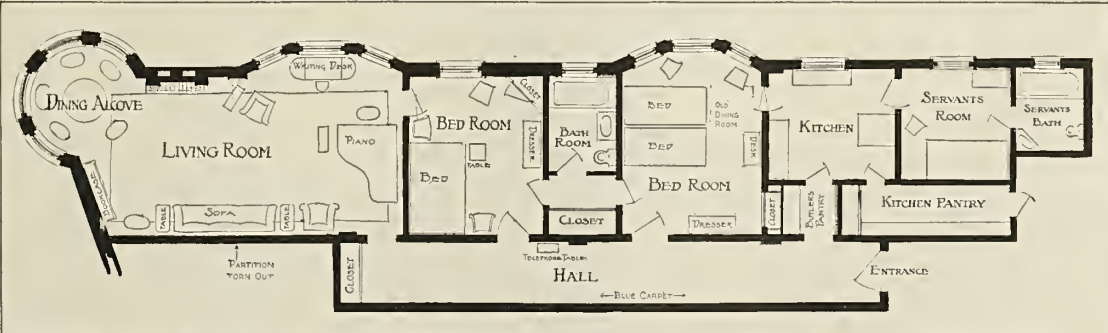 DINING ALCOVE
LIVING ROOM
WRITING DESK
PIANO
BOOKCASE
TABLE
SOFA
TABLE
PARTITION
TORN OUT
CLOSET
BED ROOM
CLOSET
BED
TABLE
DRESSER
BATH
ROOM
CLOSET
TELEPHONE TABLE
HALL
BLUE CARPET
BED
BED
OLD
DINING
ROOM
DESK
BED ROOM
DRESSER
CLOSET
BUTLERS
PANTRY
KITCHEN
KITCHEN PANTRY
SERVANTS
ROOM
SERVANTS
BATH
ENTRANCE